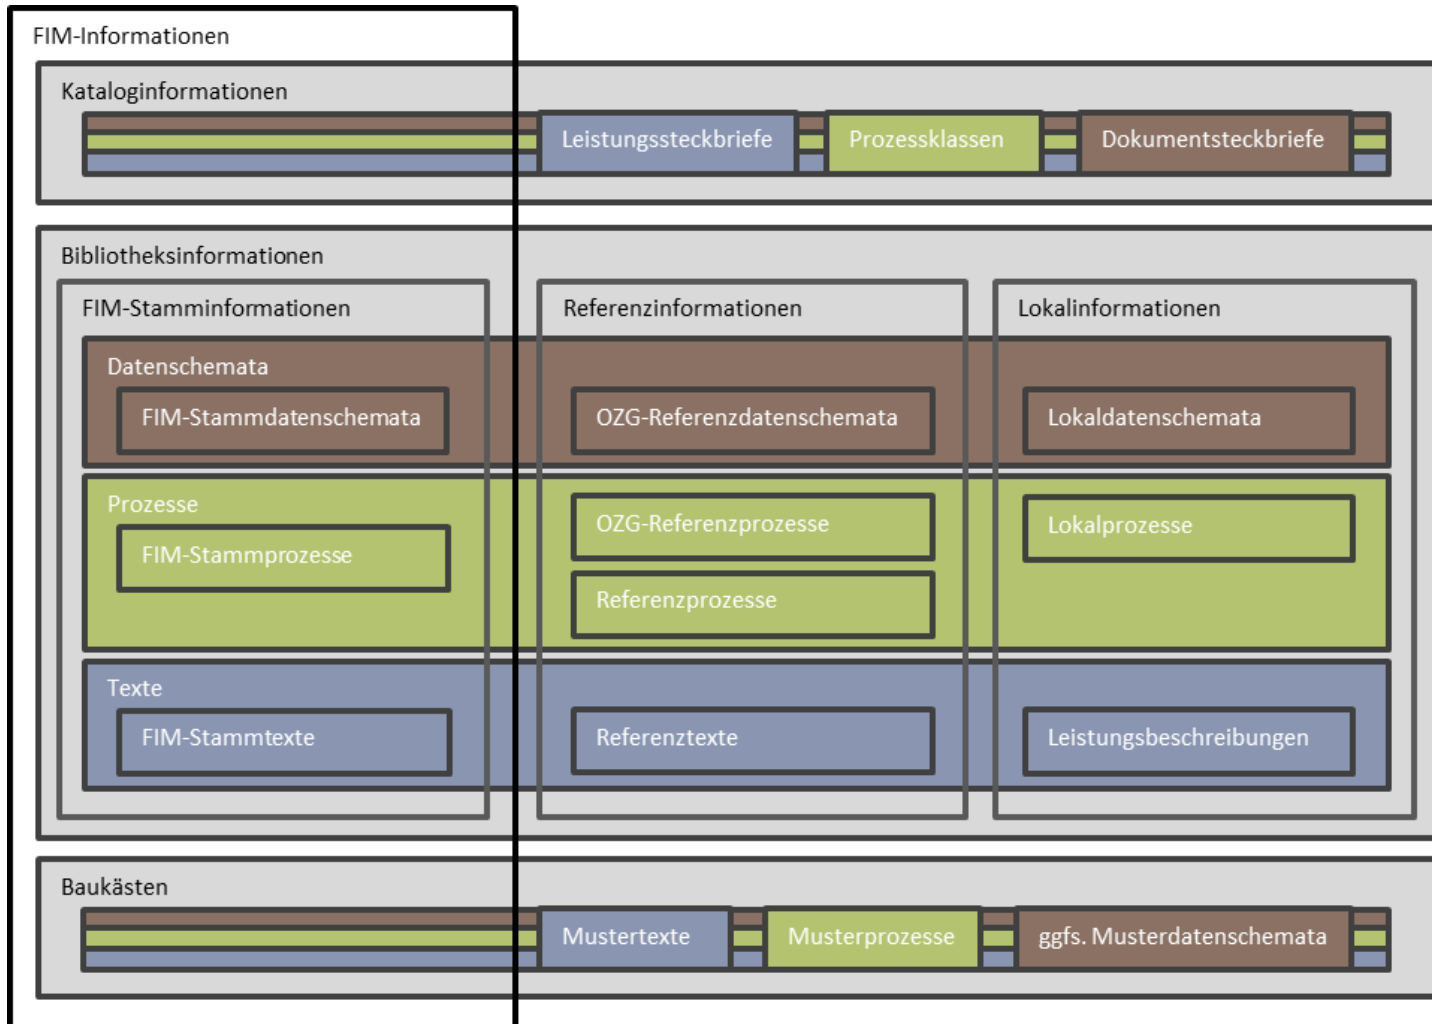 FIM-Informationen
Kataloginformationen
Leistungssteckbriefe
Prozessklassen
Dokumentsteckbriefe
Bibliotheksinformationen
FIM-Stamminformationen
Referenzinformationen
Lokalinformationen
Datenschemata
FIM-Stammdatenschemata
OZG-Referenzdatenschemata
Lokaldatenschemata
Prozesse
FIM-Stammprozesse
OZG-Referenzprozesse
Lokalprozesse
Referenzprozesse
Texte
FIM-Stammtexte
Referenztexte
Leistungsbeschreibungen
Baukästen
Mustertexte
Musterprozesse
ggfs. Musterdatenschemata